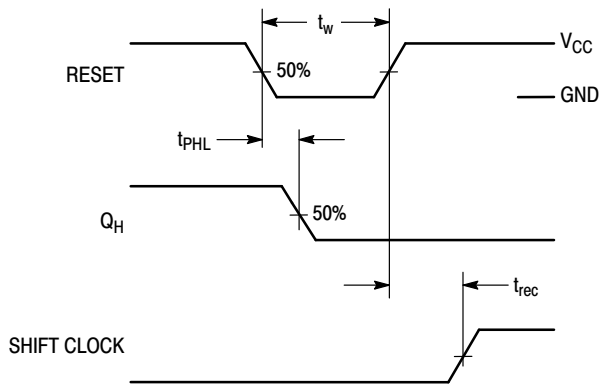 t_w
V_CC
50%
RESET
GND
t_PHL
50%
Q_H
t_rec
SHIFT CLOCK